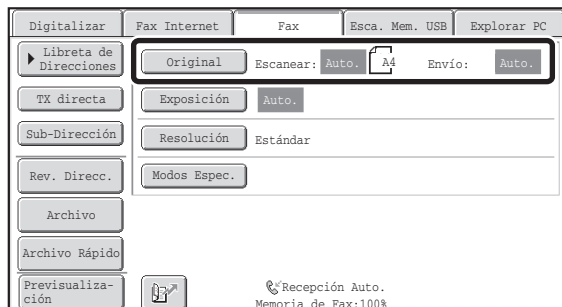 Digitalizar Fax Internet Fax Esca. Mem. USB Explorar PC
Libreta de
Direcciones
Original Escanear: Auto. A4 Envío: Auto.
TX directa
Exposición Auto.
Sub-Dirección
Resolución Estándar
Rev. Direcc.
Modos Espec.
Archivo
Archivo Rápido
Previsualiza-
ción
Recepción Auto.
Memoria de Fax:100%